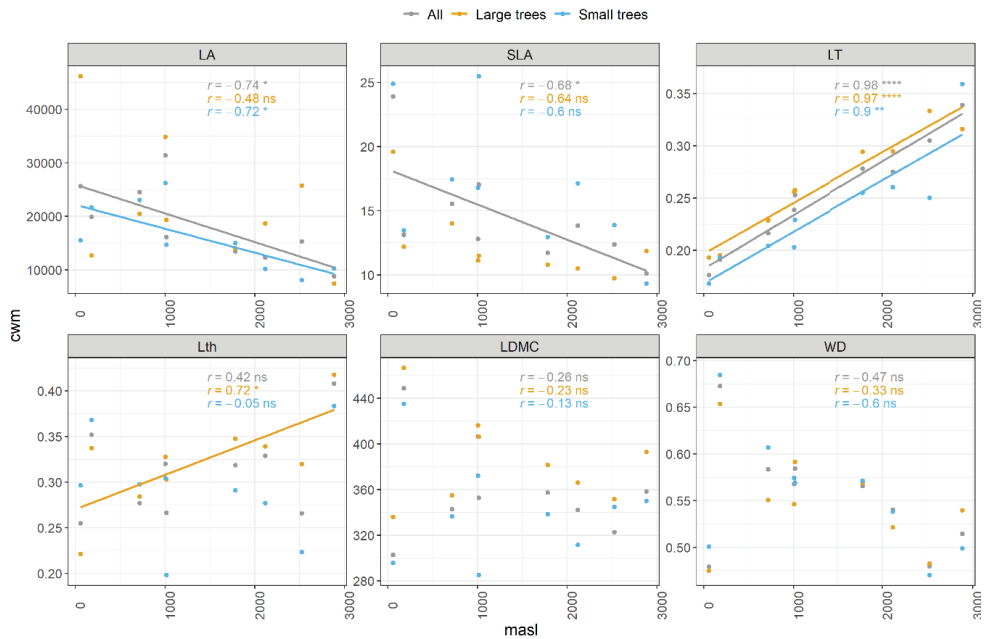 All Large trees Small trees
LA SLA LT
r = −0.74 *
r = −0.48 ns
r = −0.72 *
r = −0.68 *
r = −0.64 ns
r = −0.6 ns
r = 0.98 ****
r = 0.97 ****
r = 0.9 **
40000
30000
20000
10000
25
20
15
10
0.35
0.30
0.25
0.20
0 1000 2000 3000
0 1000 2000 3000
0 1000 2000 3000
cwm
Lth LDMC WD
r = 0.42 ns
r = 0.72 *
r = −0.05 ns
r = −0.26 ns
r = −0.23 ns
r = −0.13 ns
r = −0.47 ns
r = −0.33 ns
r = −0.6 ns
0.40
0.35
0.30
0.25
0.20
440
400
360
320
280
0.70
0.65
0.60
0.55
0.50
0 1000 2000 3000
0 1000 2000 3000
0 1000 2000 3000
masl